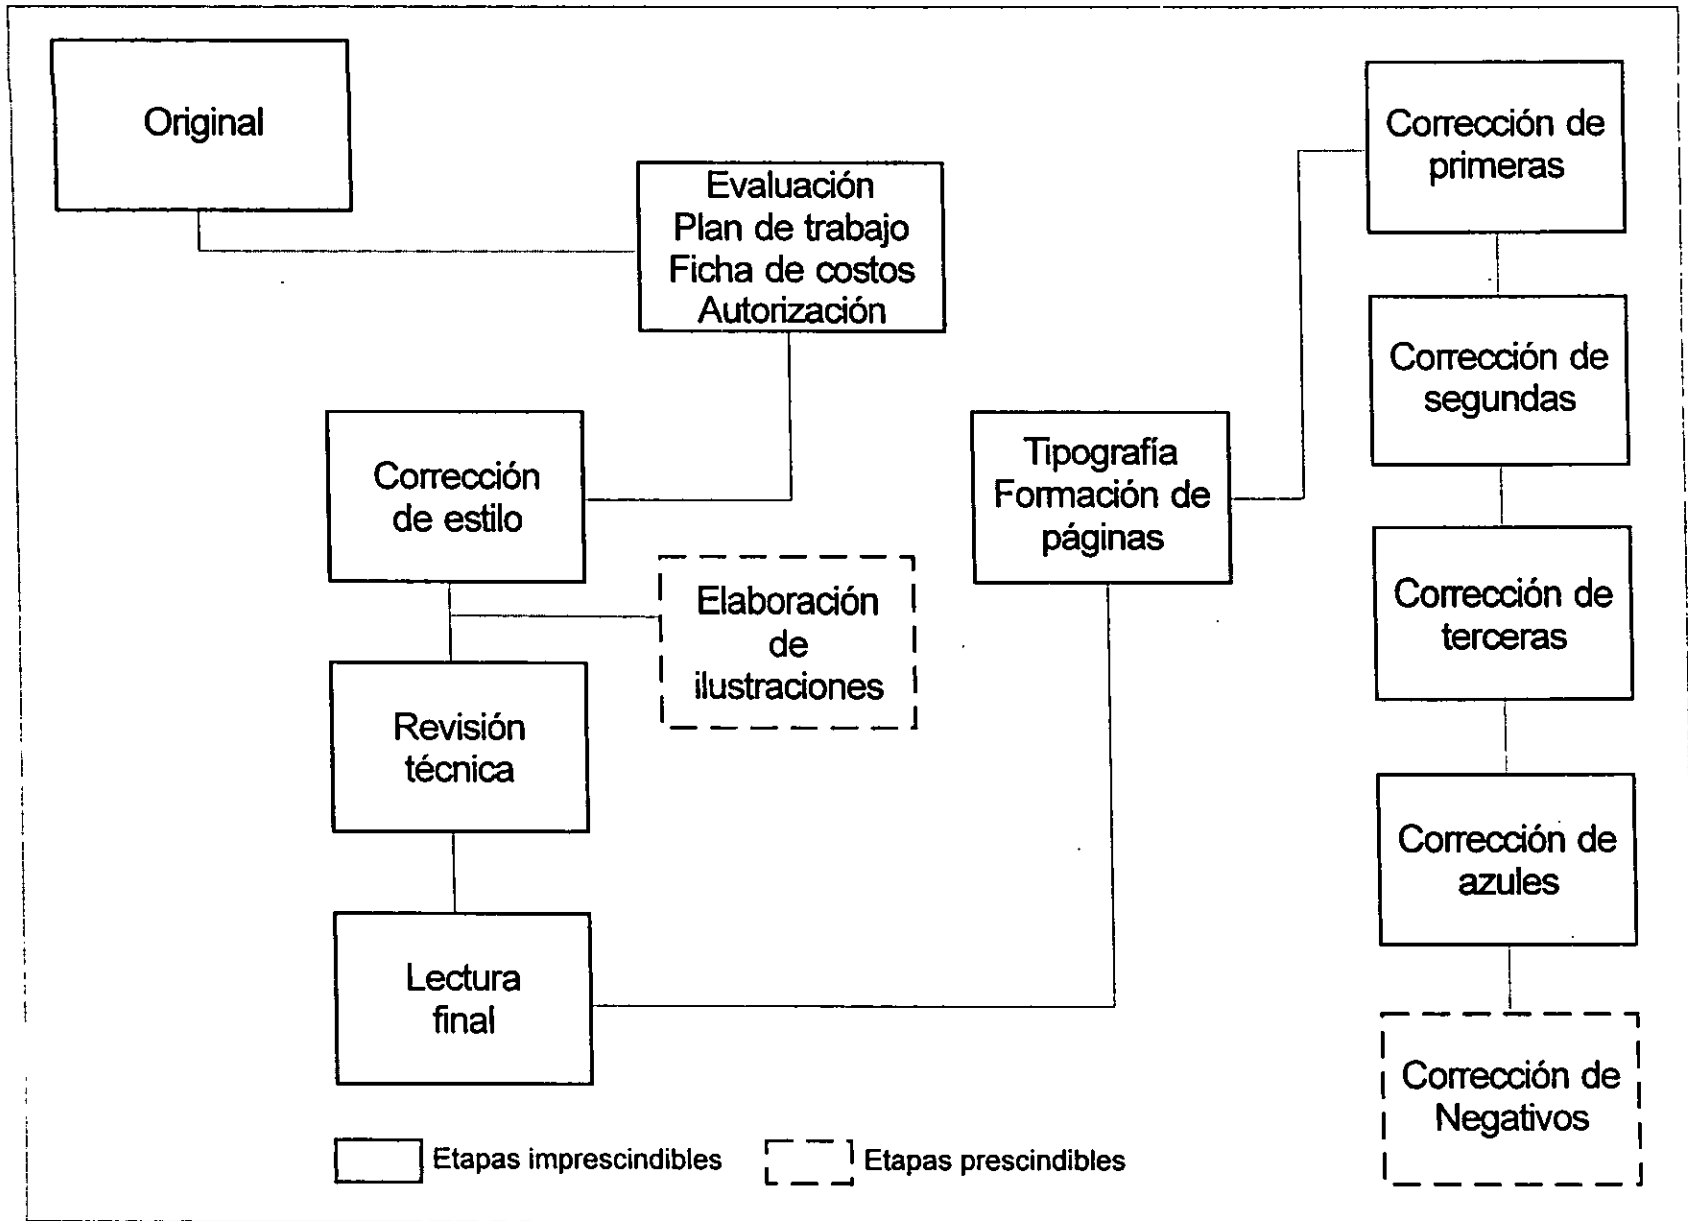 Original
Evaluación
Plan de trabajo
Ficha de costos
Autorización
Corrección
de estilo
Elaboración
de
ilustraciones
Revisión
técnica
Lectura
final
Tipografía
Formación de
páginas
Corrección de
primeras
Corrección de
segundas
Corrección de
terceras
Corrección de
azules
Corrección de
Negativos
Etapas imprescindibles
Etapas prescindibles